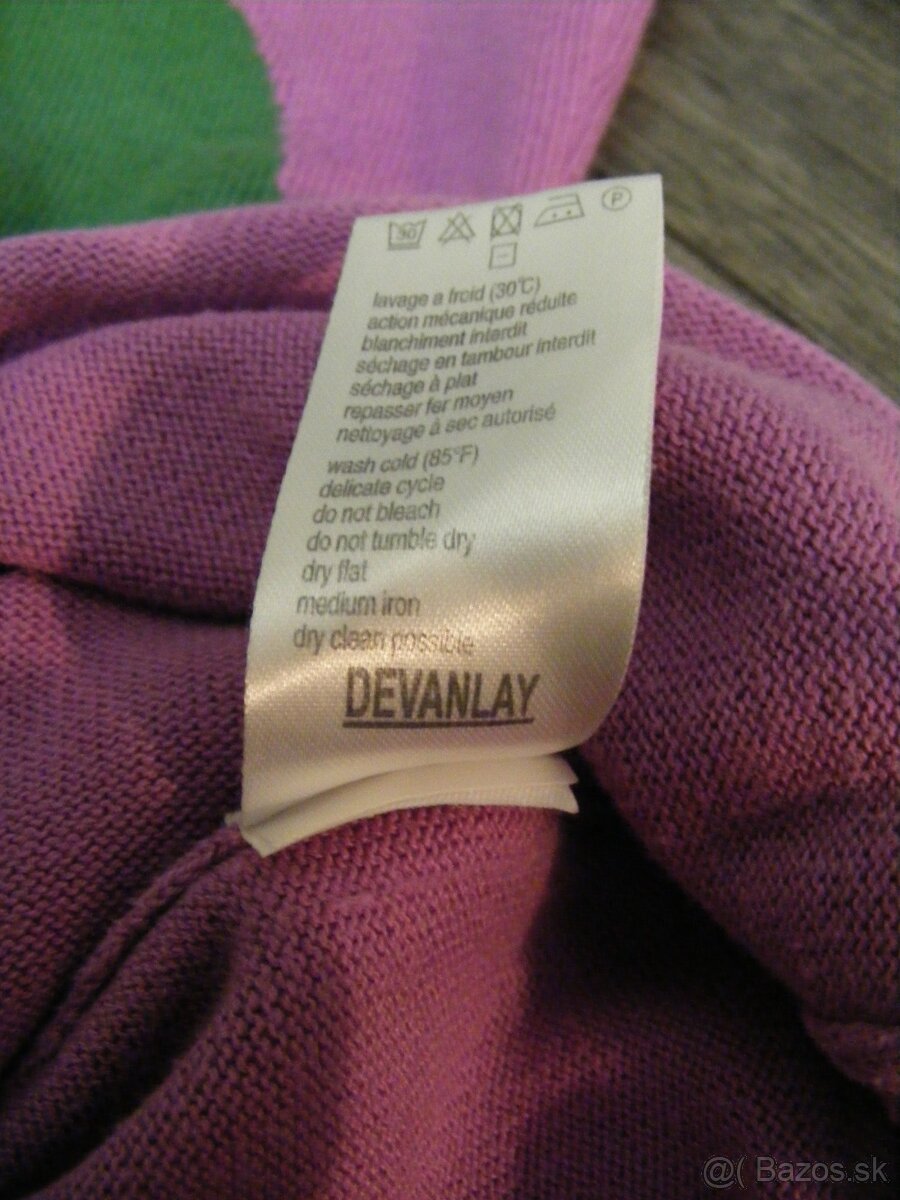 30
P
lavage a froid (30°C)
action mécanique réduite
blanchiment interdit
séchage en tambour interdit
séchage à plat
repasser fer moyen
nettoyage à sec autorisé
wash cold (85°F)
delicate cycle
do not bleach
do not tumble dry
dry flat
medium iron
dry clean possible
DEVANLAY
@( Bazos.sk